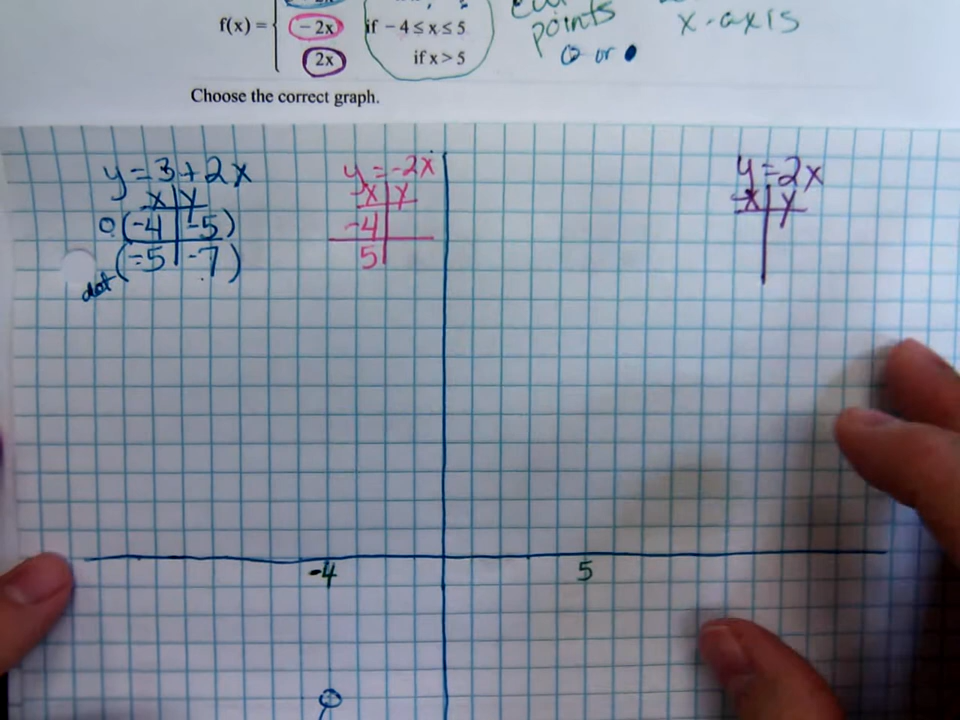 f(x) =
-2x if -4 ≤ x ≤ 5
2x if x > 5
points
or
x-axis
Choose the correct graph.
y=3+2x
x y
(-4 -5)
(-5 -7)
dot
y=-2x
x y
-4
5
y=2x
x y
-4 5